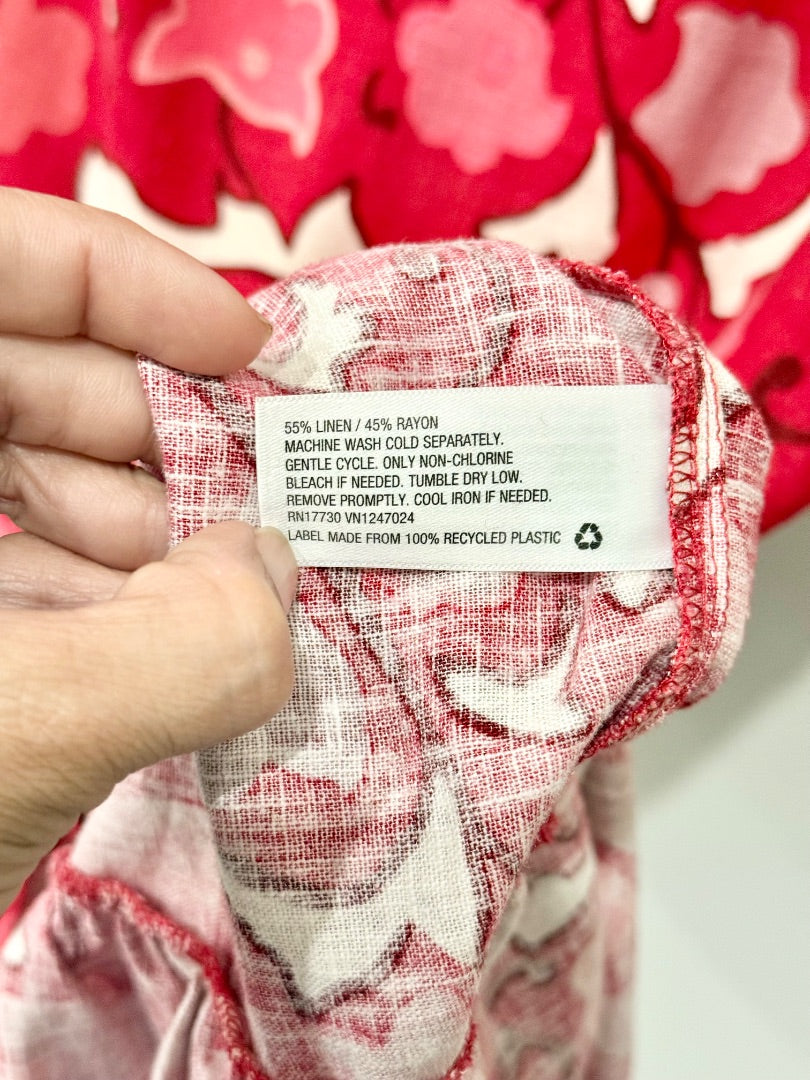 55% LINEN / 45% RAYON
MACHINE WASH COLD SEPARATELY.
GENTLE CYCLE. ONLY NON-CHLORINE
BLEACH IF NEEDED. TUMBLE DRY LOW.
REMOVE PROMPTLY. COOL IRON IF NEEDED.
RN17730 VN1247024
LABEL MADE FROM 100% RECYCLED PLASTIC